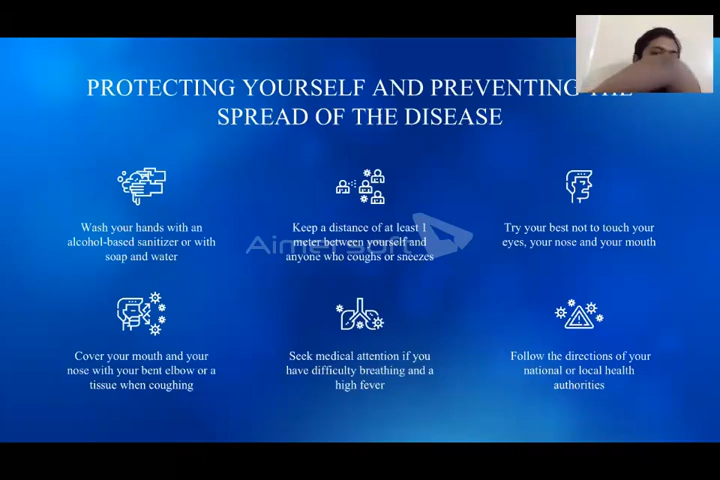 PROTECTING YOURSELF AND PREVENTING THE
SPREAD OF THE DISEASE
Wash your hands with an
alcohol-based sanitizer or with
soap and water
Keep a distance of at least 1
meter between yourself and
anyone who coughs or sneezes
Try your best not to touch your
eyes, your nose and your mouth
Aimersoft
Cover your mouth and your
nose with your bent elbow or a
tissue when coughing
Seek medical attention if you
have difficulty breathing and a
high fever
Follow the directions of your
national or local health
authorities